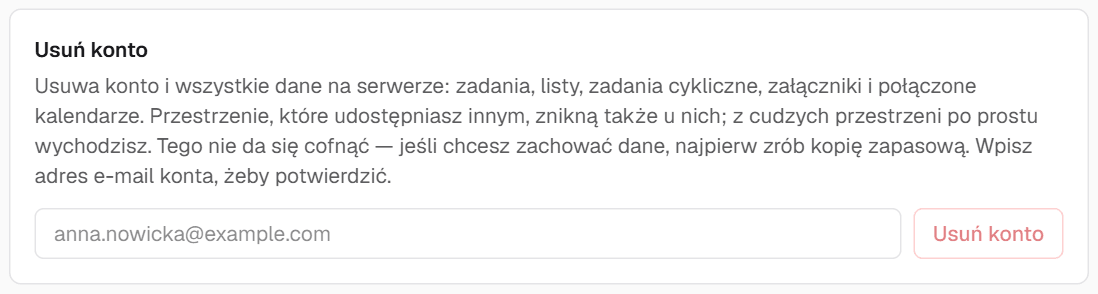 Usuń konto
Usuwa konto i wszystkie dane na serwerze: zadania, listy, zadania cykliczne, załączniki i połączone
kalendarze. Przestrzenie, które udostępniasz innym, znikną także u nich; z cudzych przestrzeni po prostu
wychodzisz. Tego nie da się cofnąć — jeśli chcesz zachować dane, najpierw zrób kopię zapasową. Wpisz
adres e-mail konta, żeby potwierdzić.
anna.nowicka@example.com
Usuń konto